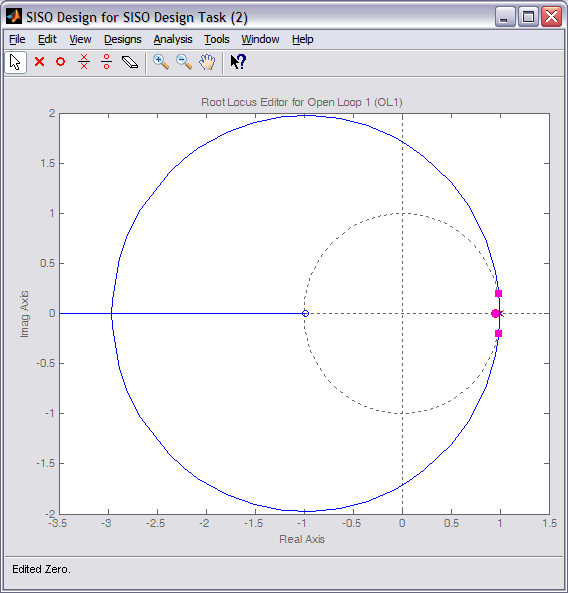 SISO Design for SISO Design Task (2)
File Edit View Designs Analysis Tools Window Help
Root Locus Editor for Open Loop 1 (OL1)
2
1.5
1
0.5
0
-0.5
-1
-1.5
-2
Imag Axis
-3.5 -3 -2.5 -2 -1.5 -1 -0.5 0 0.5 1 1.5
Real Axis
Edited Zero.